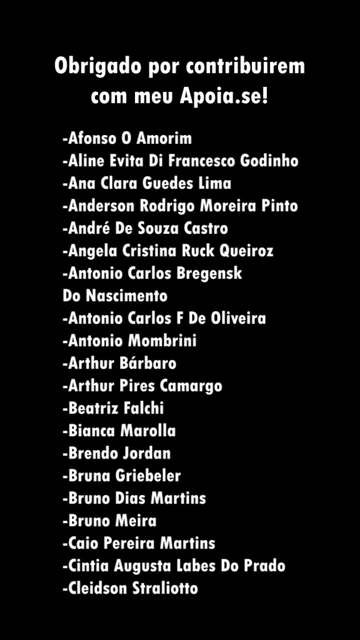 Obrigado por contribuirem
com meu Apoia.se!
-Afonso O Amorim
-Aline Evita Di Francesco Godinho
-Ana Clara Guedes Lima
-Anderson Rodrigo Moreira Pinto
-André De Souza Castro
-Angela Cristina Ruck Queiroz
-Antonio Carlos Bregensk
Do Nascimento
-Antonio Carlos F De Oliveira
-Antonio Mombrini
-Arthur Bárbaro
-Arthur Pires Camargo
-Beatriz Falchi
-Bianca Marolla
-Brendo Jordan
-Bruna Griebeler
-Bruno Dias Martins
-Bruno Meira
-Caio Pereira Martins
-Cintia Augusta Labes Do Prado
-Cleidson Straliotto